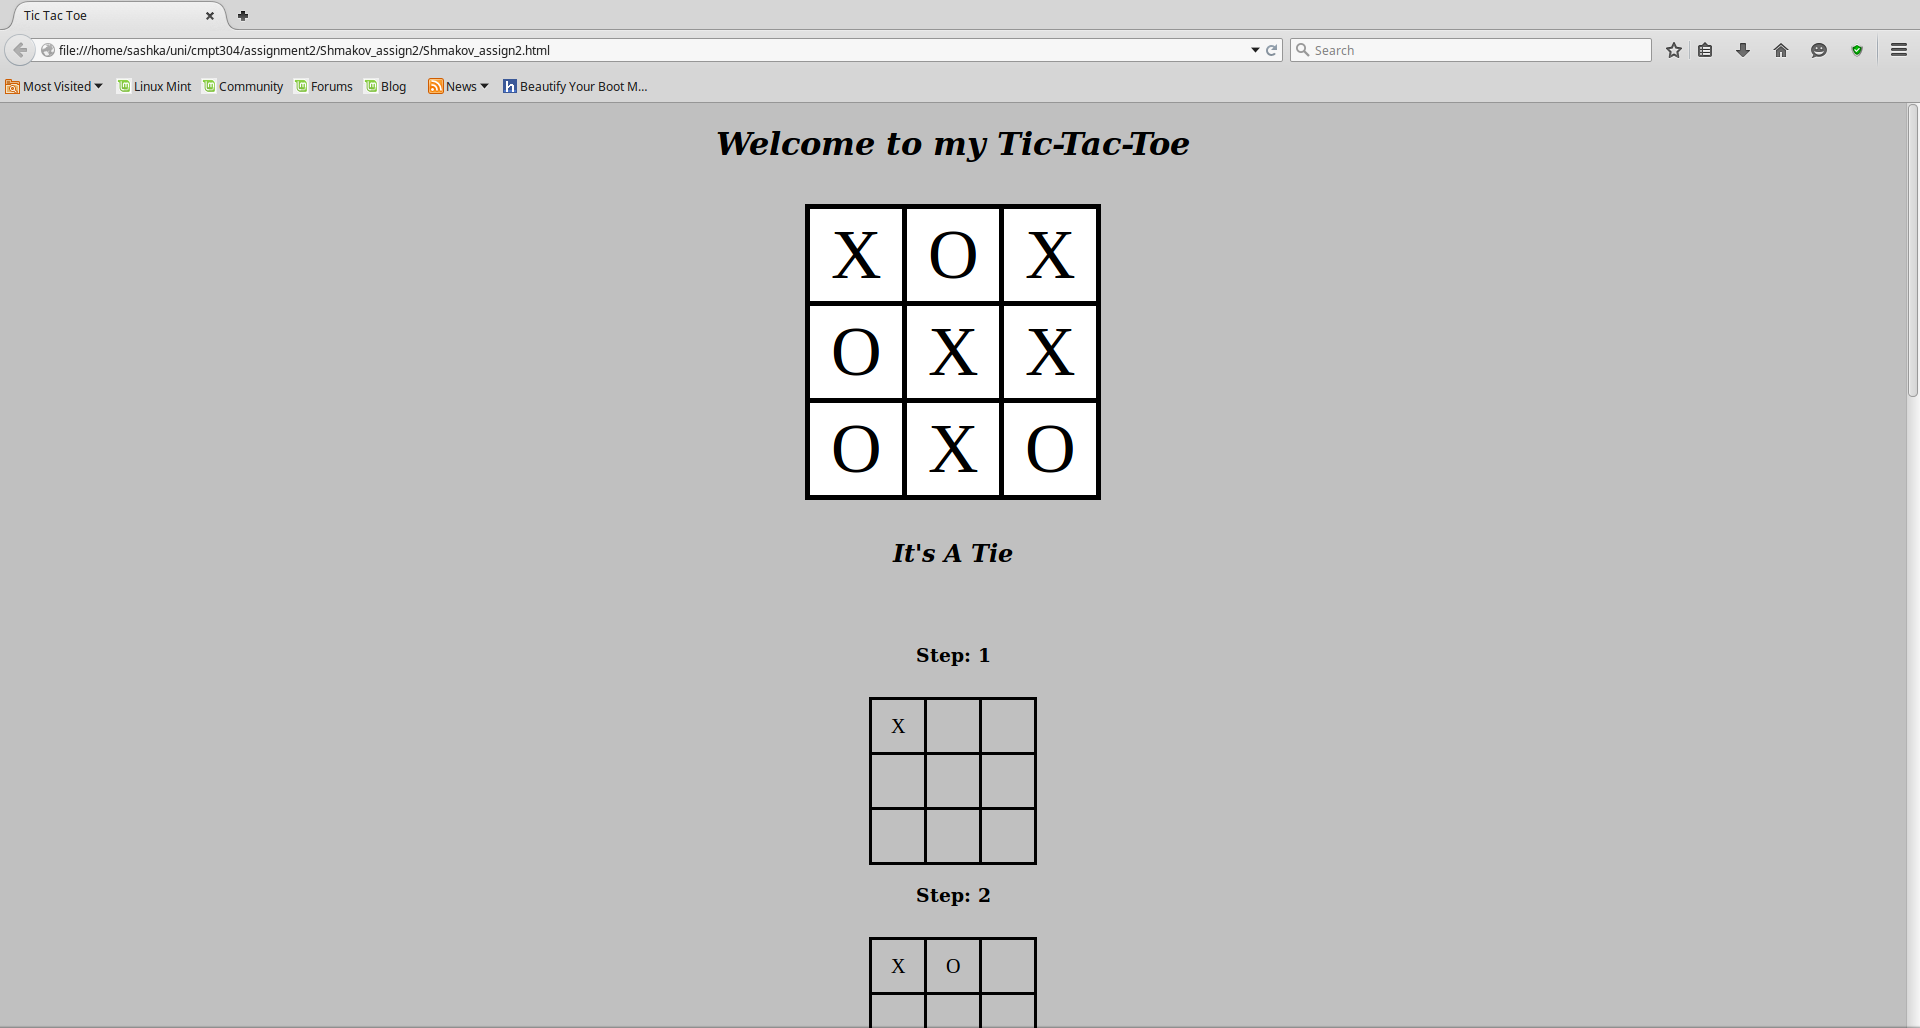 Tic Tac Toe
file:///home/sashka/uni/cmpt304/assignment2/Shmakov_assign2/Shmakov_assign2.html
Search
Most Visited Linux Mint Community Forums Blog News Beautify Your Boot M...
Welcome to my Tic-Tac-Toe
X O X
O X X
O X O
It's A Tie
Step: 1
X
Step: 2
X O